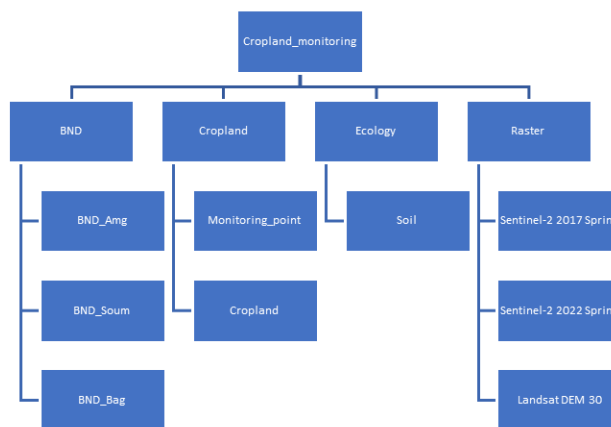 Cropland_monitoring
BND
Cropland
Ecology
Raster
BND_Amg
Monitoring_point
Soil
Sentinel-2 2017 Sprin
BND_Soum
Cropland
Sentinel-2 2022 Sprin
BND_Bag
Landsat DEM 30